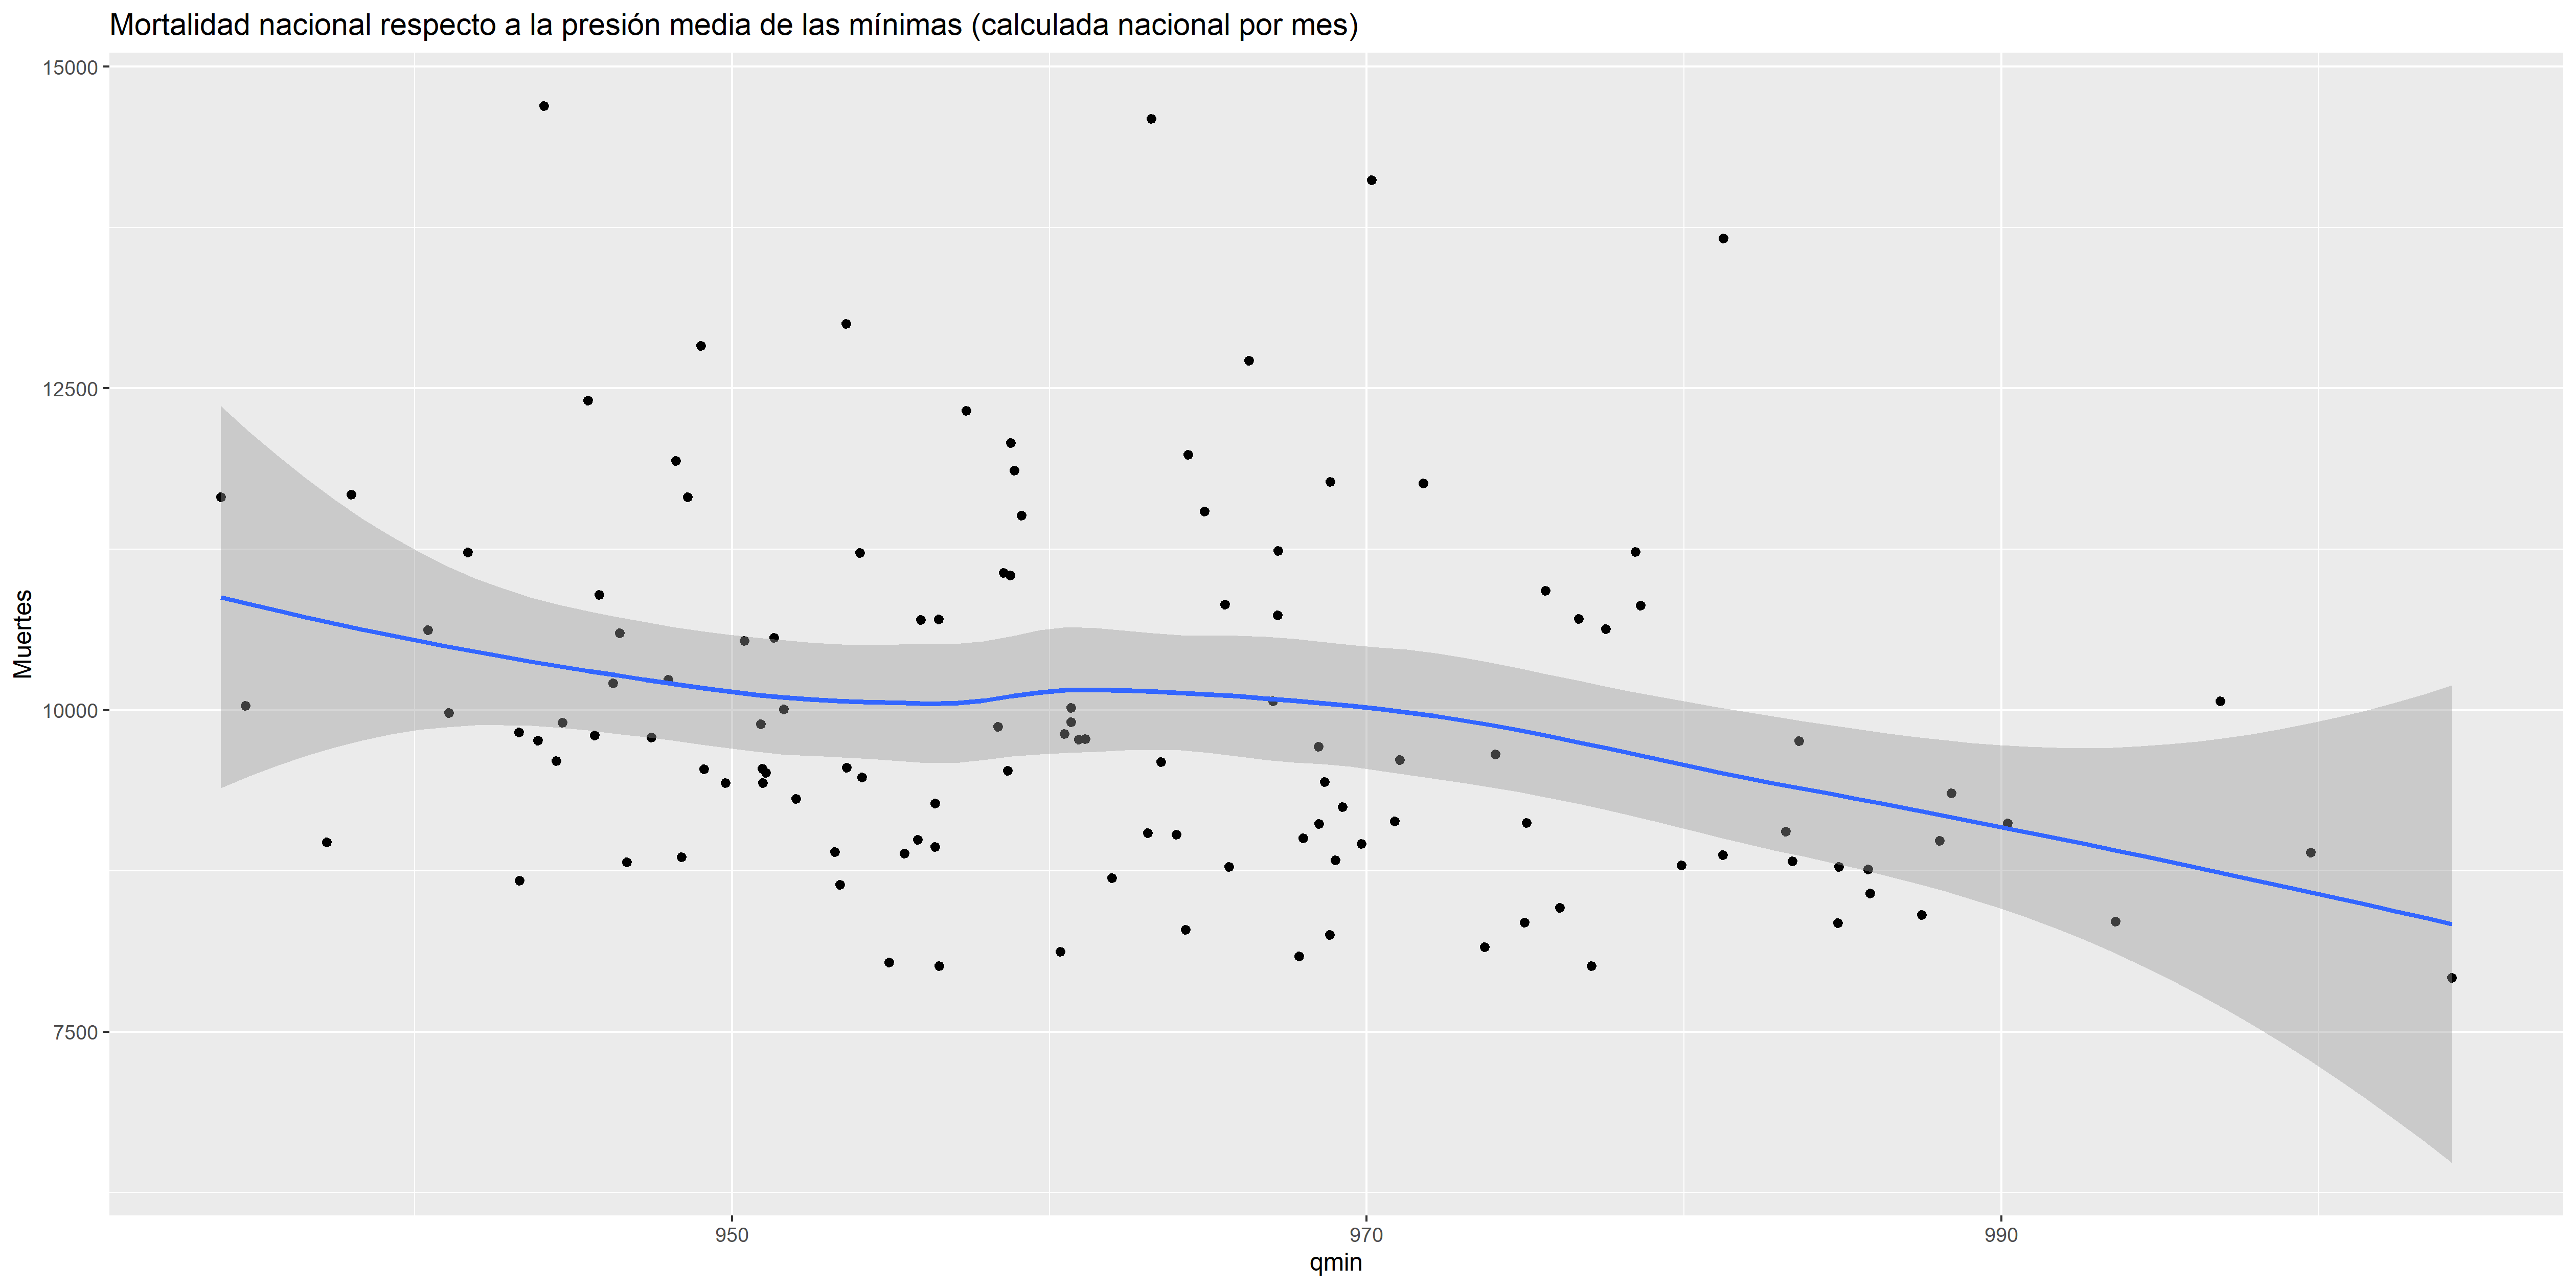 Mortalidad nacional respecto a la presión media de las mínimas (calculada nacional por mes)
15000
12500
10000
7500
Muertes
950
970
990
qmin